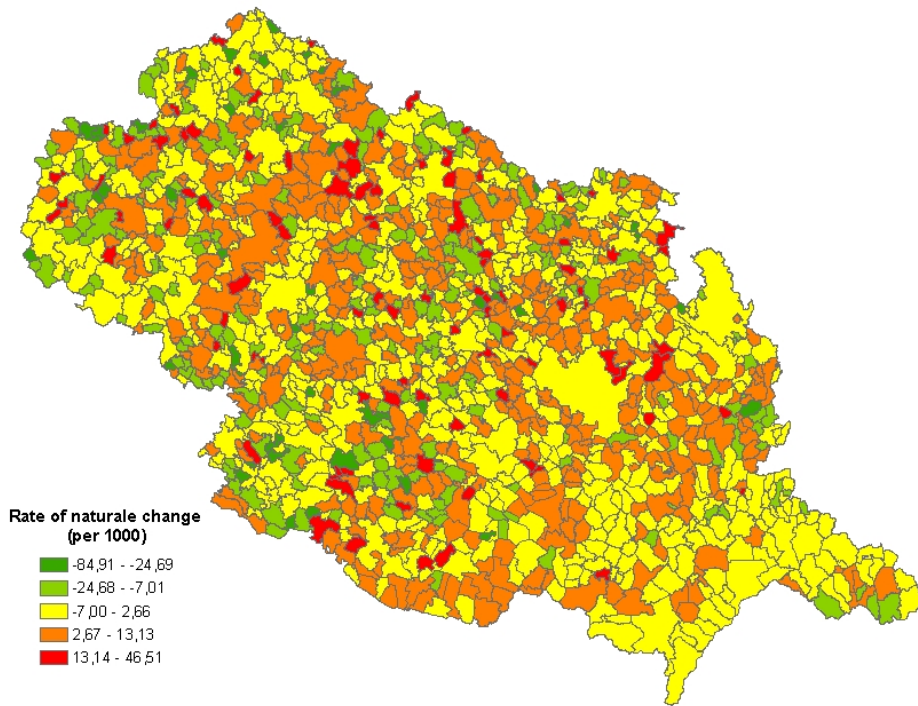 Rate of naturale change
(per 1000)
-84,91 - -24,69
-24,68 - -7,01
-7,00 - 2,66
2,67 - 13,13
13,14 - 46,51